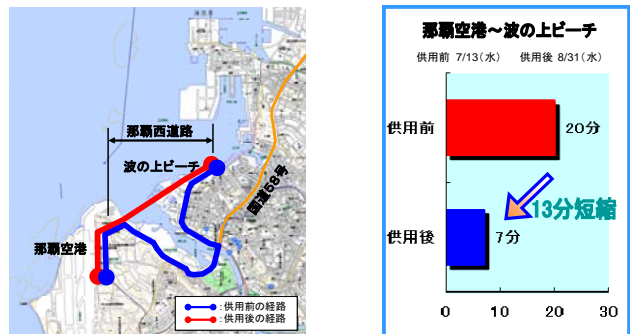 那覇西道路
波の上ビーチ
国道58号
那覇空港
:供用前の経路
:供用後の経路
那覇空港~波の上ビーチ
供用前 7/13(水) 供用後 8/31(水)
供用前
20分
13分短縮
供用後
7分
0 10 20 30